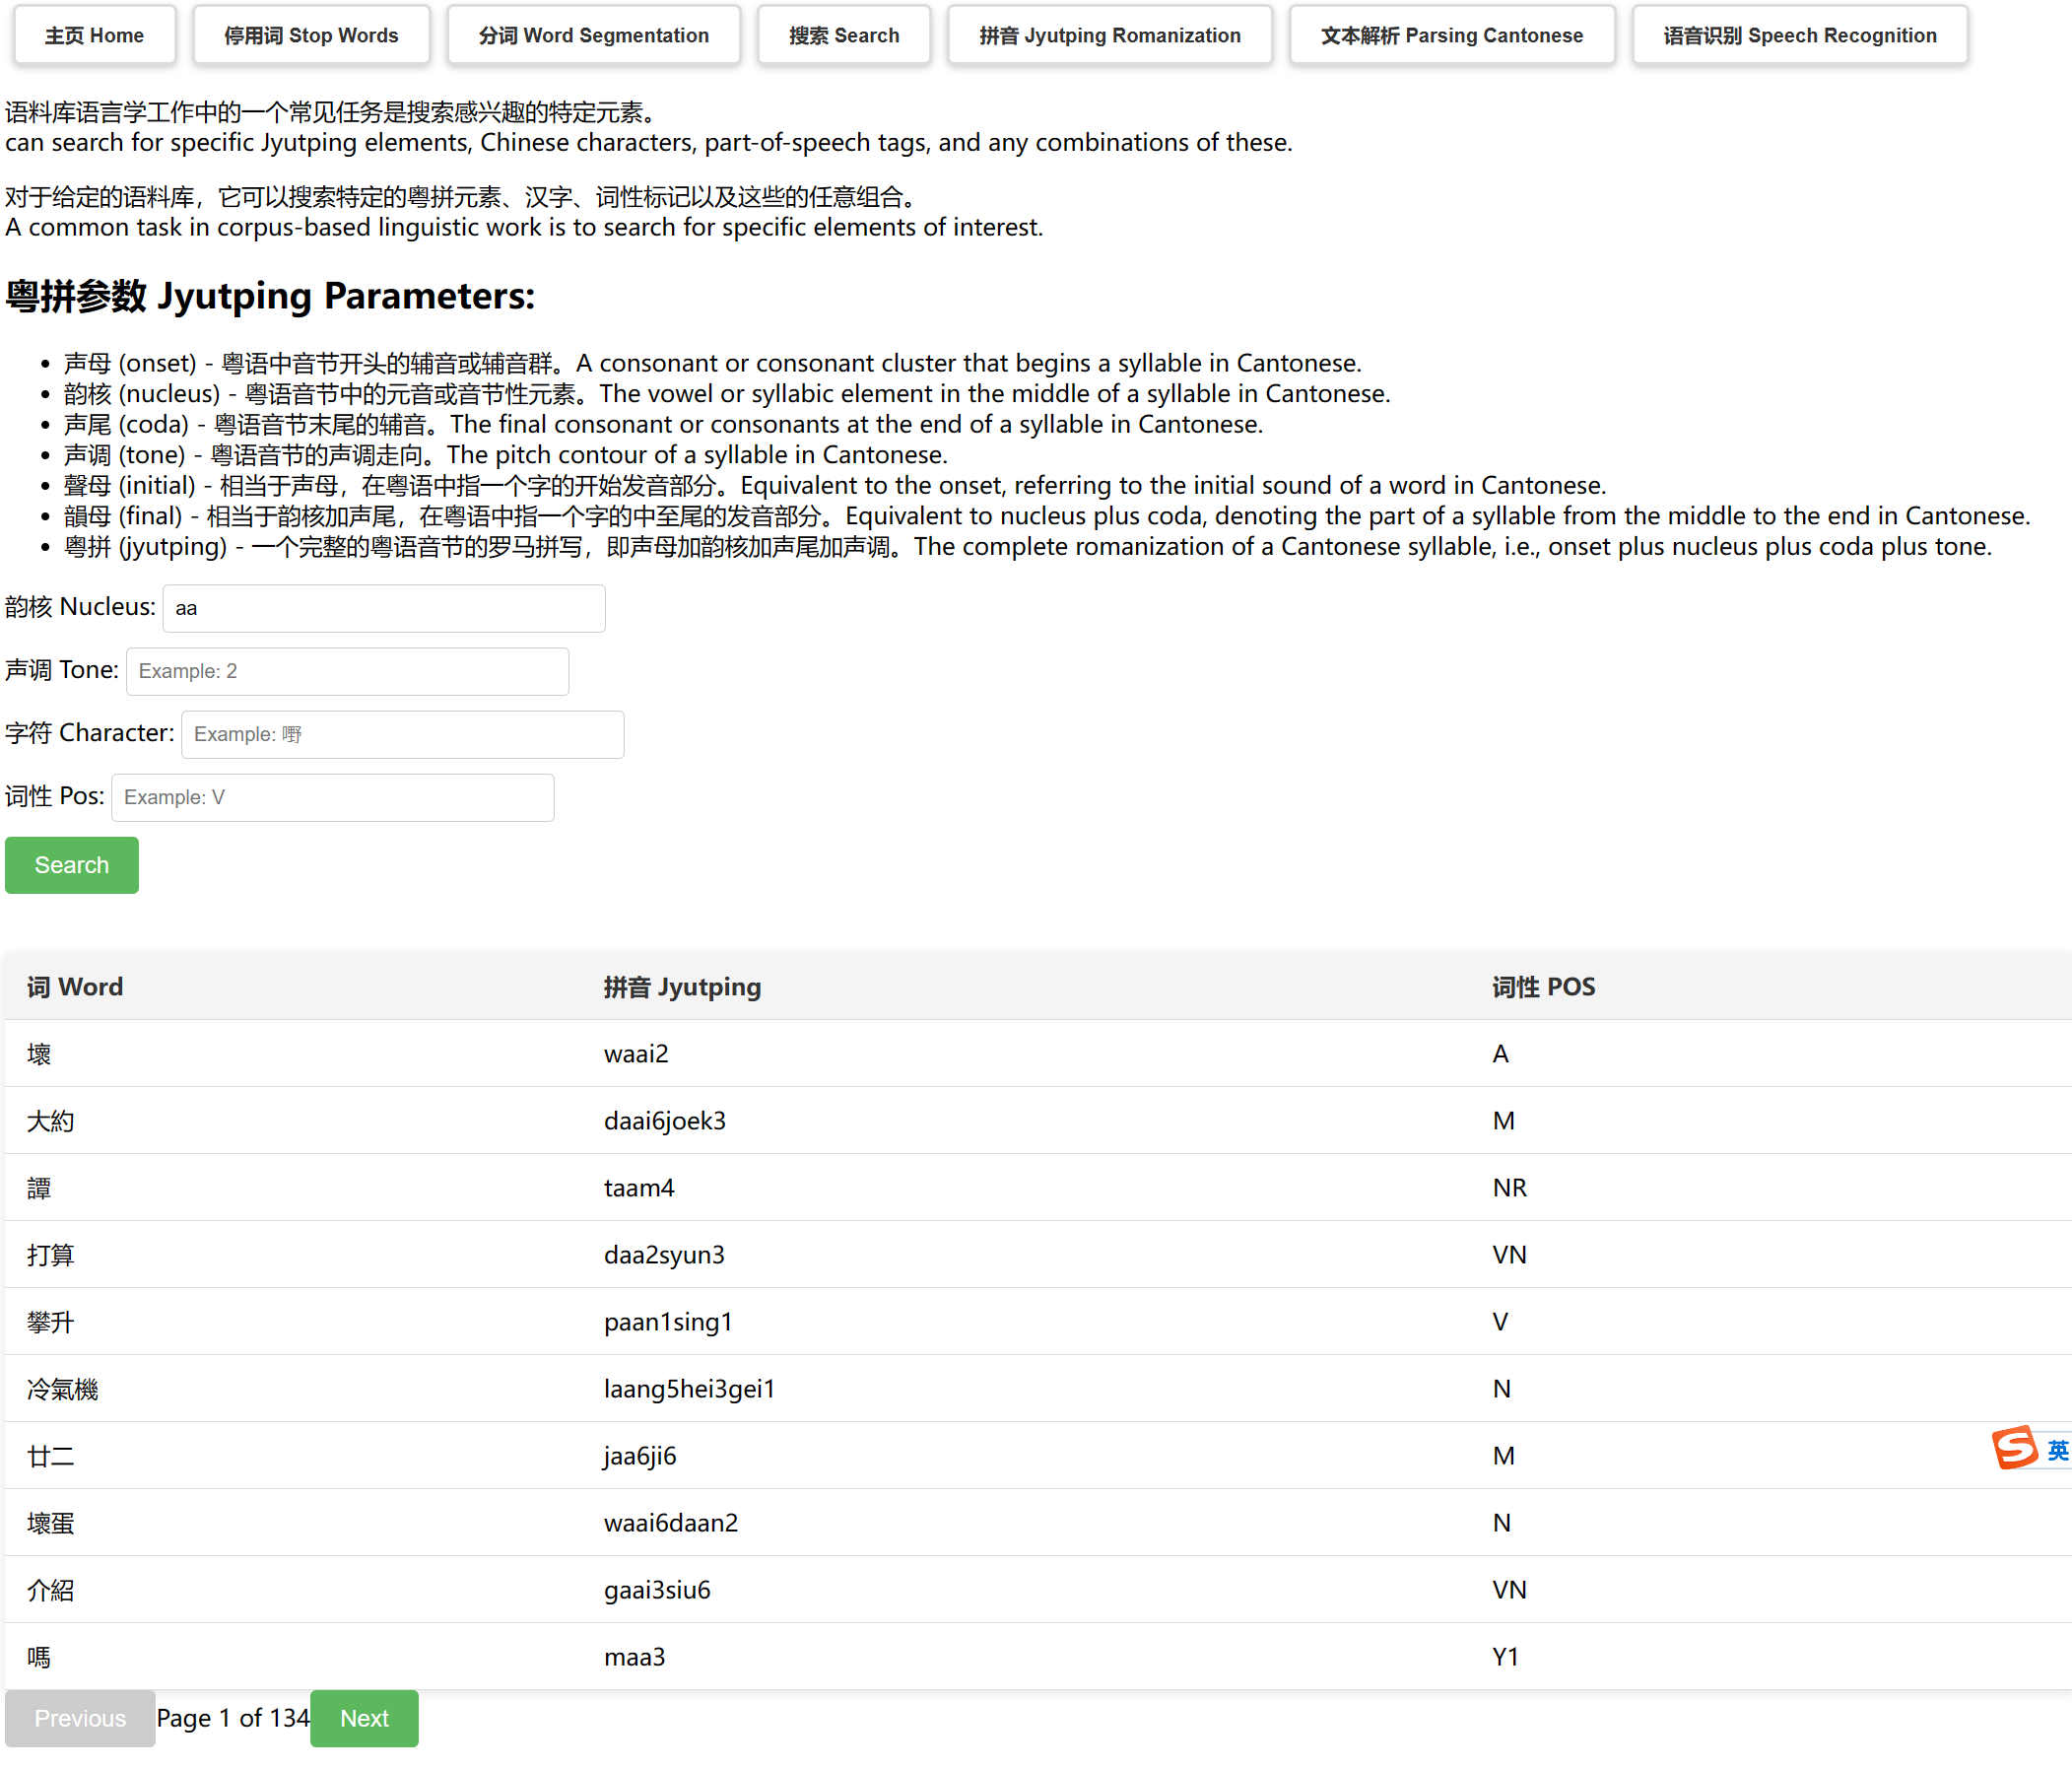 主页 Home 停用词 Stop Words 分词 Word Segmentation 搜索 Search 拼音 Jyutping Romanization 文本解析 Parsing Cantonese 语音识别 Speech Recognition
语料库语言学工作中的一个常见任务是搜索感兴趣的特定元素。
can search for specific Jyutping elements, Chinese characters, part-of-speech tags, and any combinations of these.
对于给定的语料库，它可以搜索特定的粤拼元素、汉字、词性标记以及这些的任意组合。
A common task in corpus-based linguistic work is to search for specific elements of interest.
粤拼参数 Jyutping Parameters:
• 声母 (onset) - 粤语中音节开头的辅音或辅音群。A consonant or consonant cluster that begins a syllable in Cantonese.
• 韵核 (nucleus) - 粤语音节中的元音或音节性元素。The vowel or syllabic element in the middle of a syllable in Cantonese.
• 声尾 (coda) - 粤语音节末尾的辅音。The final consonant or consonants at the end of a syllable in Cantonese.
• 声调 (tone) - 粤语音节的声调走向。The pitch contour of a syllable in Cantonese.
• 聲母 (initial) - 相当于声母，在粤语中指一个字的开始发音部分。Equivalent to the onset, referring to the initial sound of a word in Cantonese.
• 韻母 (final) - 相当于韵核加声尾，在粤语中指一个字的中至尾的发音部分。Equivalent to nucleus plus coda, denoting the part of a syllable from the middle to the end in Cantonese.
• 粤拼 (jyutping) - 一个完整的粤语音节的罗马拼写，即声母加韵核加声尾加声调。The complete romanization of a Cantonese syllable, i.e., onset plus nucleus plus coda plus tone.
韵核 Nucleus: aa
声调 Tone: Example: 2
字符 Character: Example: 嘢
词性 Pos: Example: V
Search
词 Word 拼音 Jyutping 词性 POS
壞 waai2 A
大約 daai6joek3 M
譚 taam4 NR
打算 daa2syun3 VN
攀升 paan1sing1 V
冷氣機 laang5hei3gei1 N
廿二 jaa6ji6 M
英
壞蛋 waai6daan2 N
介紹 gaai3siu6 VN
嗎 maa3 Y1
Previous Page 1 of 134 Next